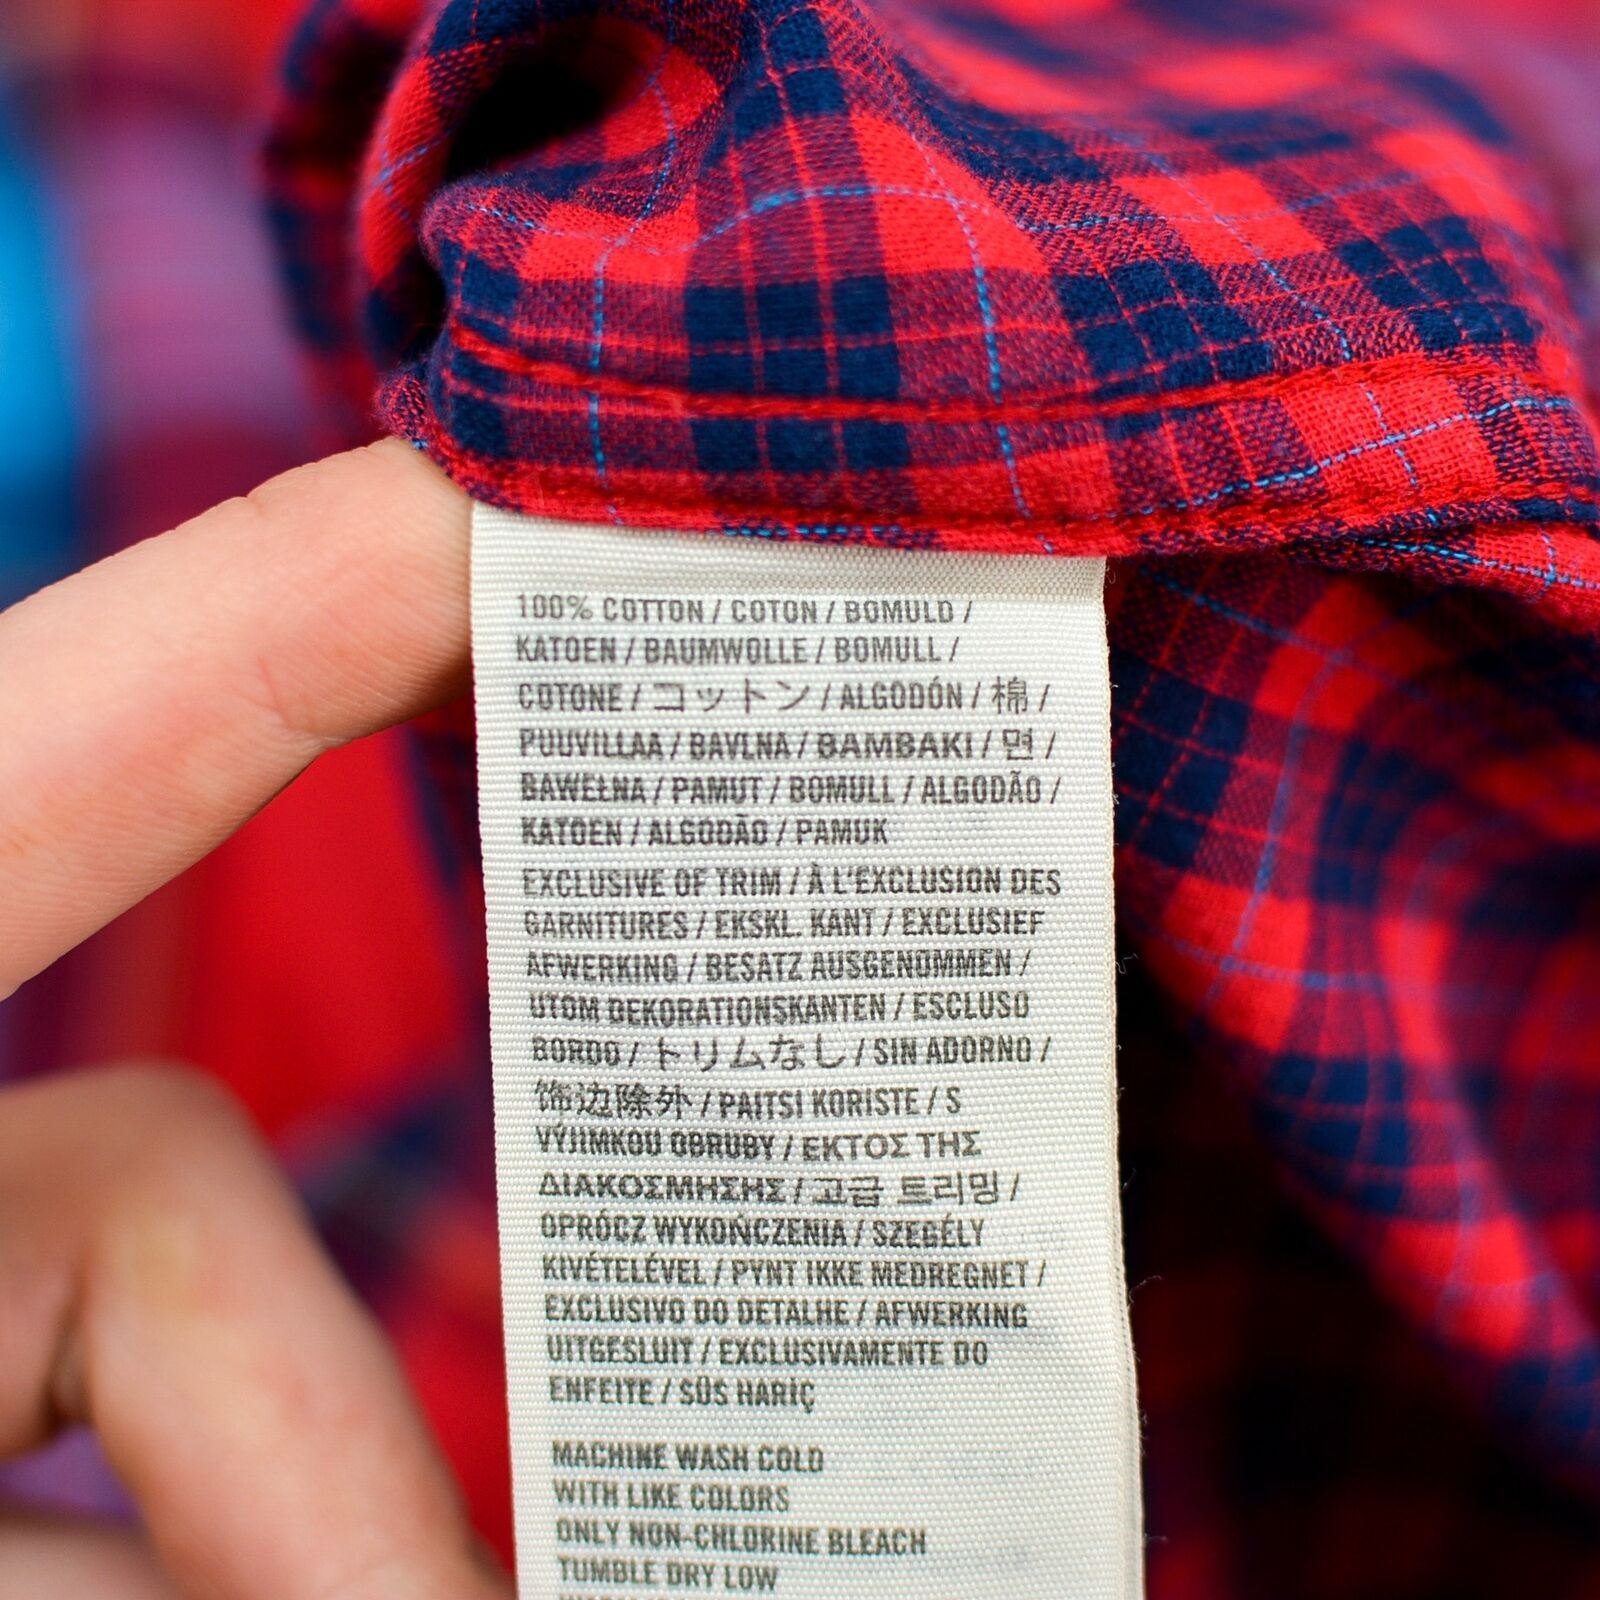 100% COTTON / COTON / BOMULD /
KATOEN / BAUMWOLLE / BOMULL /
COTONE / コットン / ALGODÓN / 棉 /
PUUVILLAA / BAVLNA / BAMBAKI / 면 /
BAWEŁNA / PAMUT / BOMULL / ALGODÃO /
KATOEN / ALGODÃO / PAMUK
EXCLUSIVE OF TRIM / À L'EXCLUSION DES
GARNITURES / EKSKL. KANT / EXCLUSIEF
AFWERKING / BESATZ AUSGENOMMEN /
UTOM DEKORATIONSKANTEN / ESCLUSO
BORDO / トリムなし / SIN ADORNO /
饰边除外 / PAITSI KORISTE / S
VÝJIMKOU OBRUBY / ΕΚΤΟΣ ΤΗΣ
ΔΙΑΚΟΣΜΗΣΗΣ / 고급 트리밍 /
OPRÓCZ WYKOŃCZENIA / SZEGÉLY
KIVÉTELÉVEL / PYNT IKKE MEDREGNET /
EXCLUSIVO DO DETALHE / AFWERKING
UITGESLUIT / EXCLUSIVAMENTE DO
ENFEITE / SÜS HARİÇ
MACHINE WASH COLD
WITH LIKE COLORS
ONLY NON-CHLORINE BLEACH
TUMBLE DRY LOW